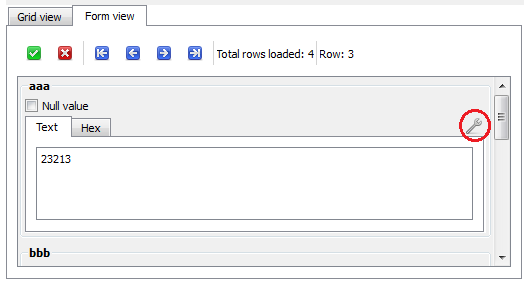 Grid view Form view
Total rows loaded: 4 Row: 3
aaa
Null value
Text Hex
23213
bbb